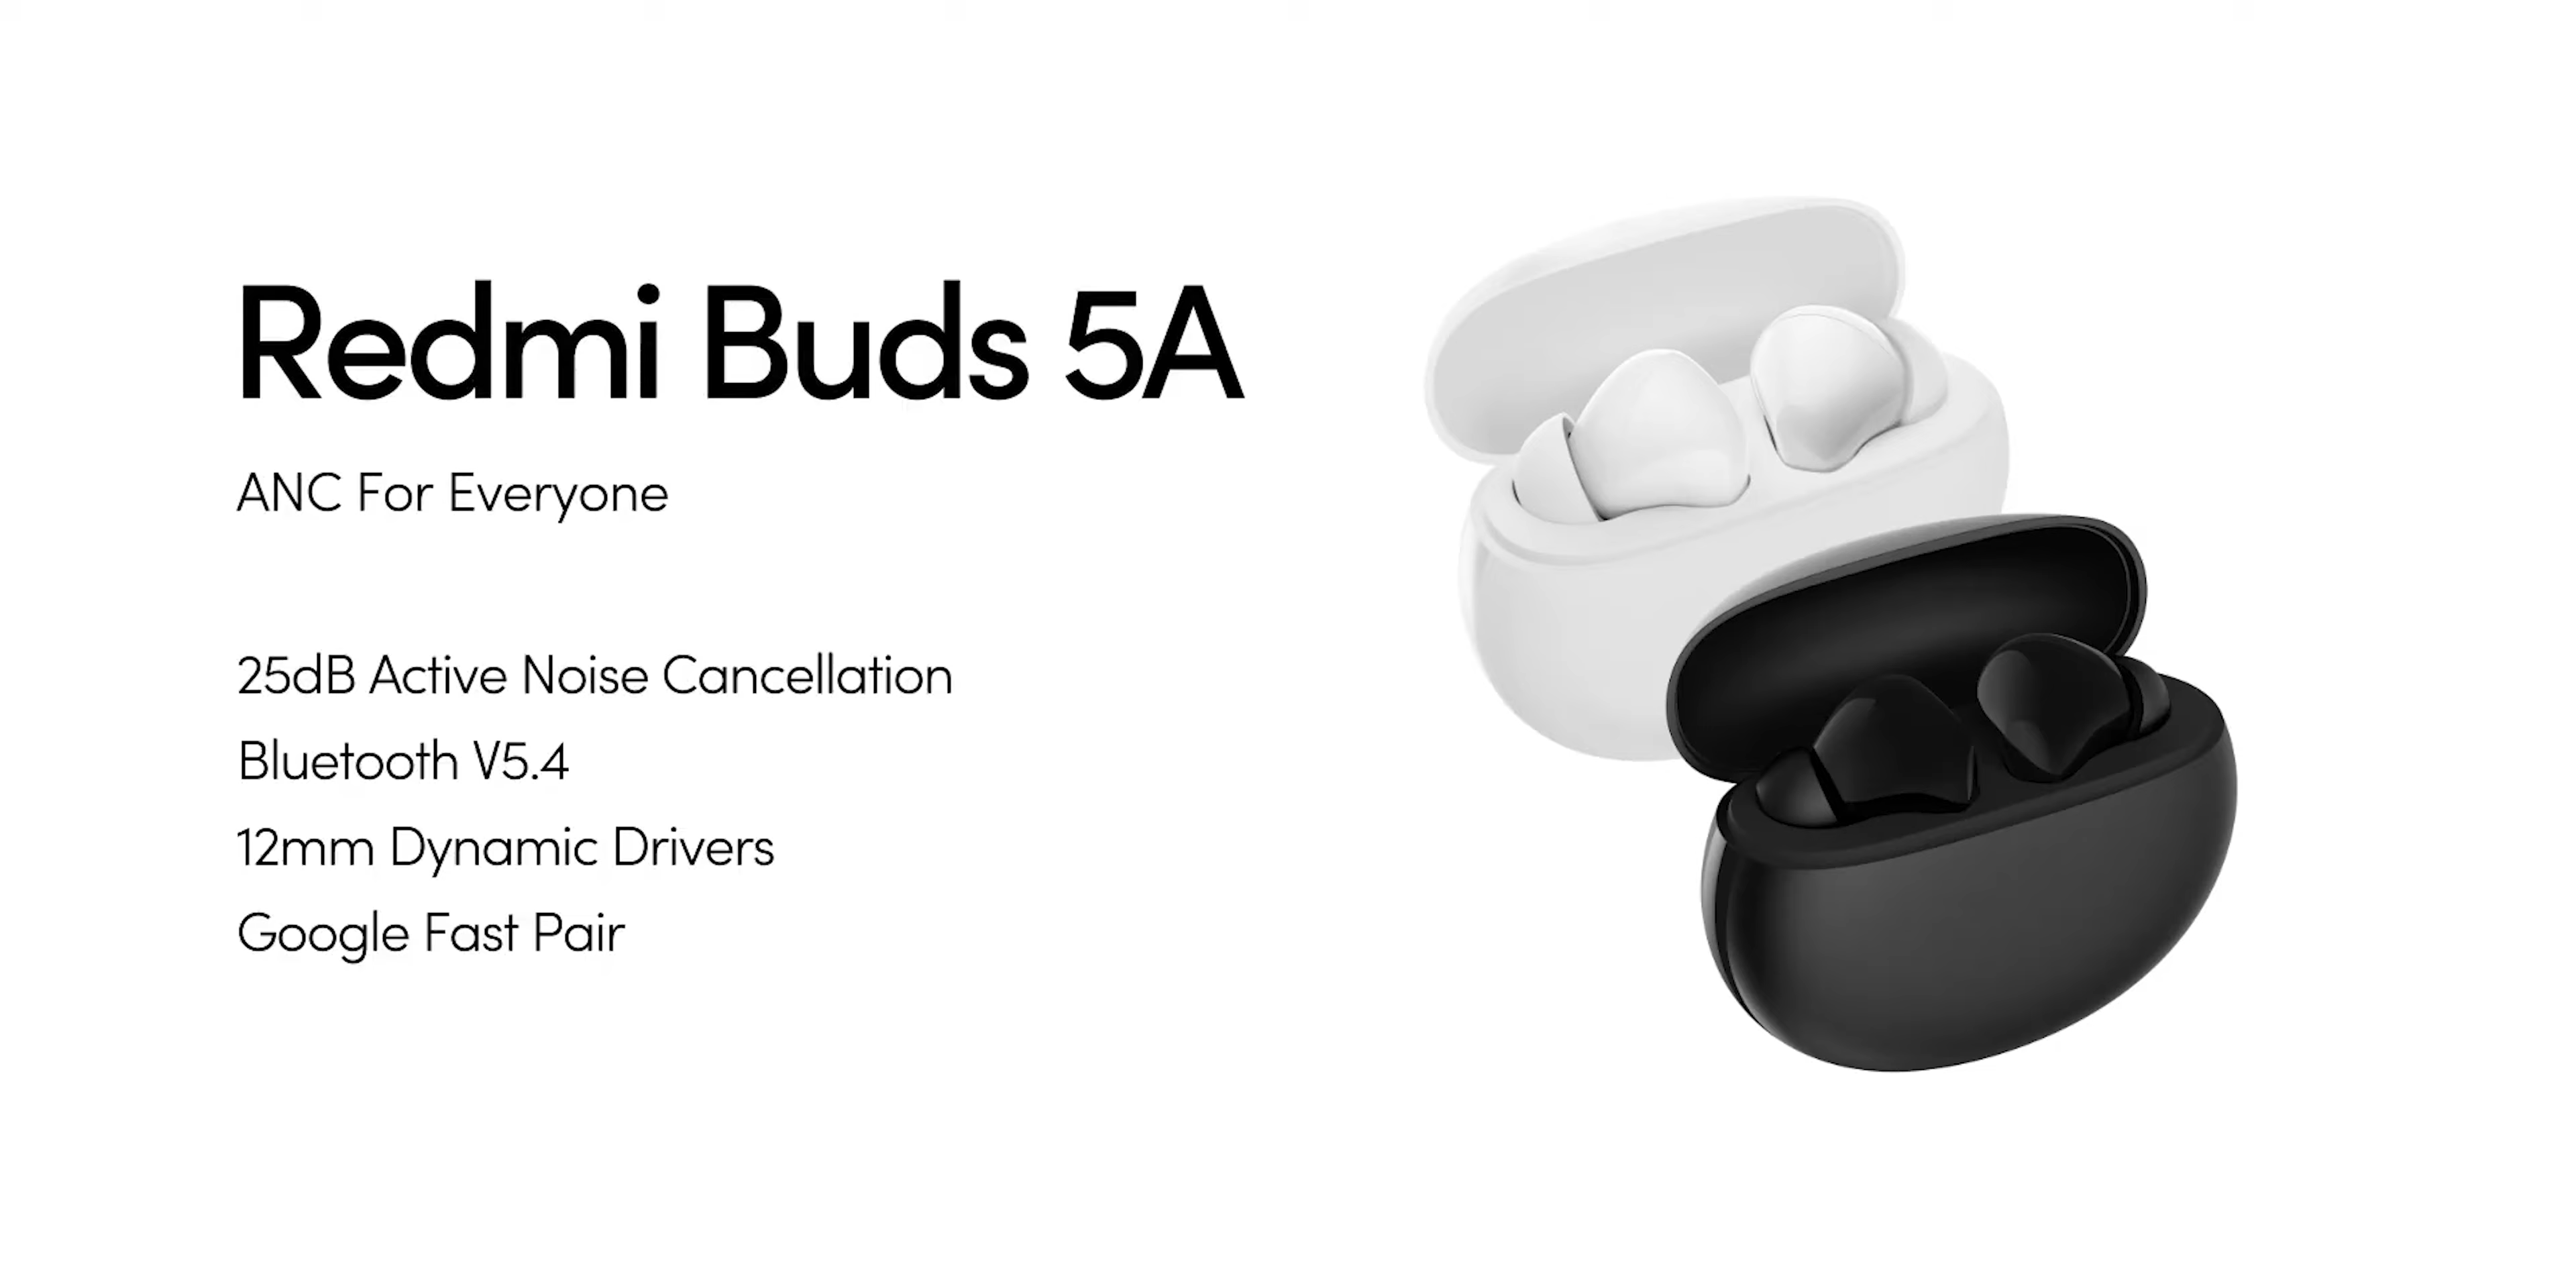 Redmi Buds 5A
ANC For Everyone
25dB Active Noise Cancellation
Bluetooth V5.4
12mm Dynamic Drivers
Google Fast Pair